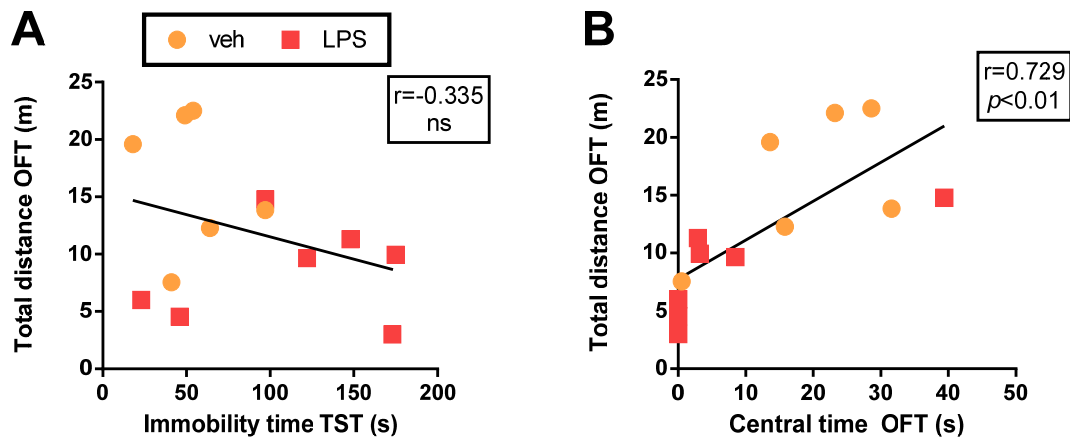 A
veh LPS
r=-0.335
ns
Total distance OFT (m)
25
20
15
10
5
0
0 50 100 150 200
Immobility time TST (s)
B
r=0.729
p<0.01
Total distance OFT (m)
25
20
15
10
5
0
0 10 20 30 40 50
Central time OFT (s)